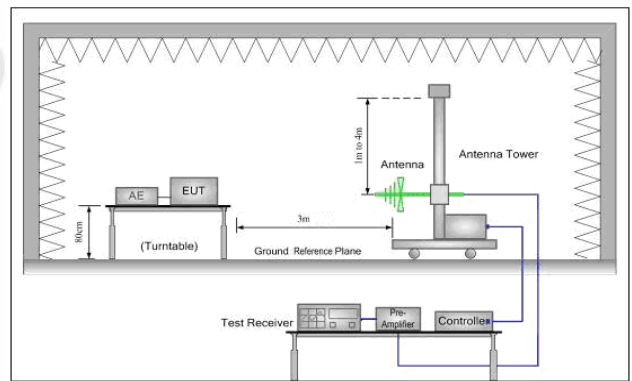 1m to 4m
Antenna
Antenna Tower
AE
EUT
80cm
(Turntable)
3m
Ground Reference Plane
Test Receiver
Pre-
Amplifier
Controller